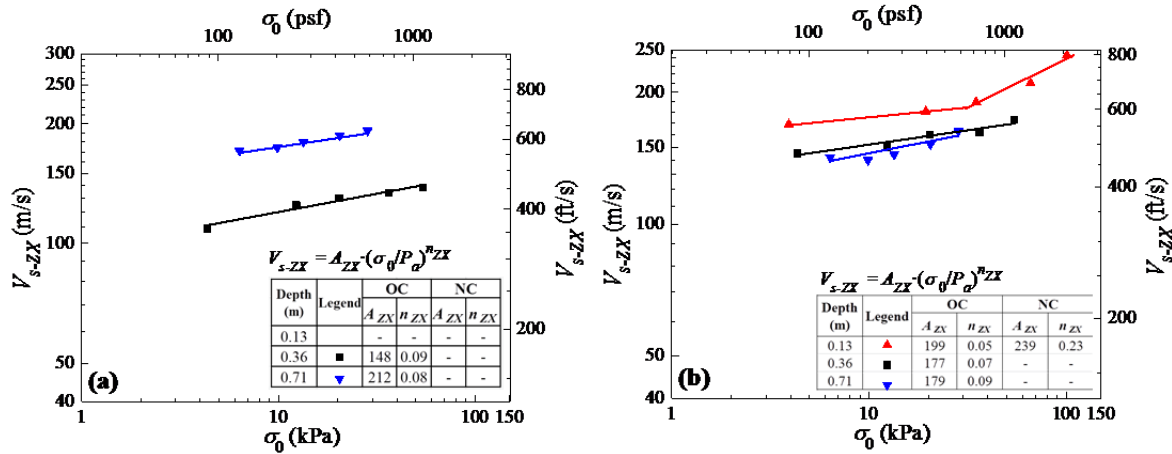 σ0 (psf)
100 1000
300
250
200
150
100
50
40
800
600
400
200
Vs-ZX (m/s)
Vs-ZX (ft/s)
Vs-ZX = AZX·(σ0/Pa)^nZX
Depth (m) Legend OC NC
AZX nZX AZX nZX
0.13 - - - -
0.36 148 0.09 - -
0.71 212 0.08 - -
(a)
1 10 100 150
σ0 (kPa)
σ0 (psf)
100 1000
250
200
150
100
50
40
800
600
400
200
Vs-ZX (m/s)
Vs-ZX (ft/s)
Vs-ZX = AZX·(σ0/Pa)^nZX
Depth (m) Legend OC NC
AZX nZX AZX nZX
0.13 199 0.05 239 0.23
0.36 177 0.07 - -
0.71 179 0.09 - -
(b)
1 10 100 150
σ0 (kPa)